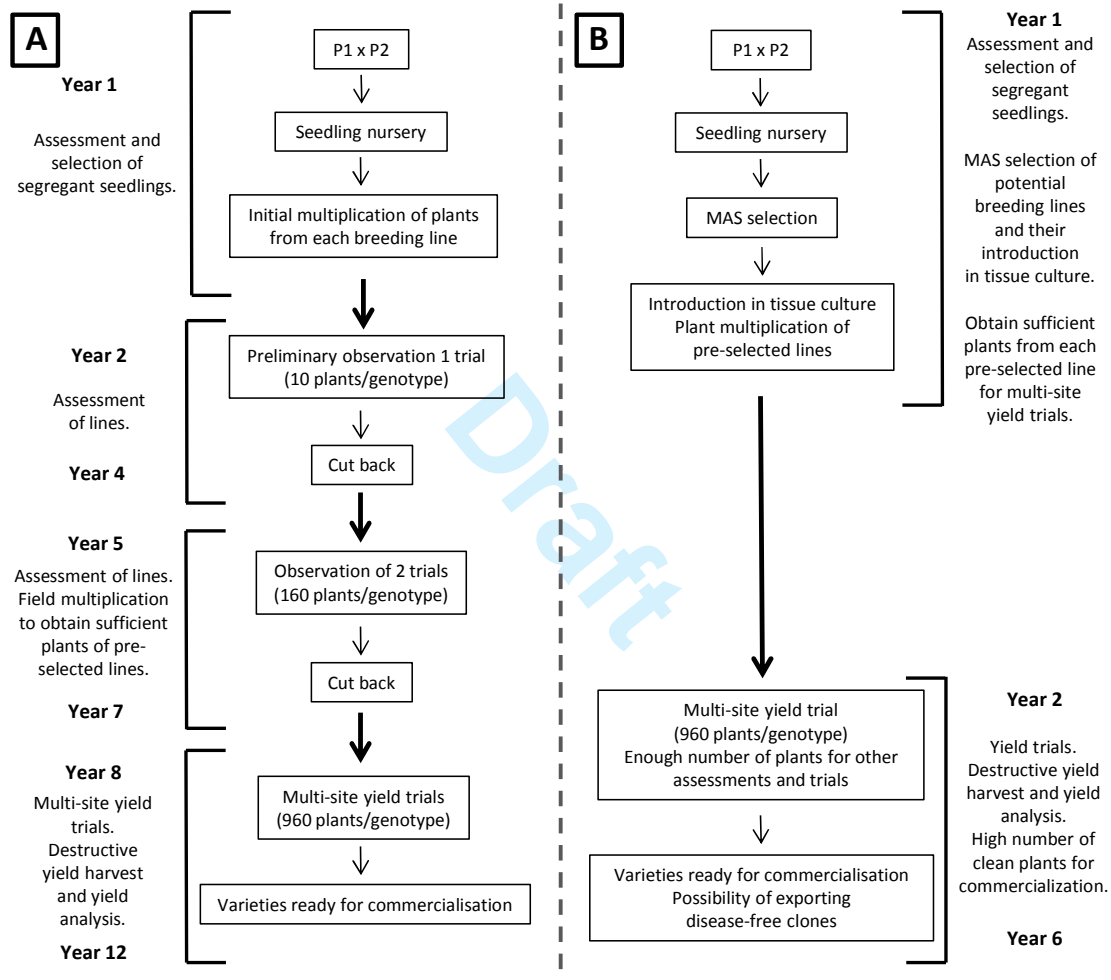 A
Year 1
Assessment and
selection of
segregant seedlings.
P1 x P2
Seedling nursery
Initial multiplication of plants
from each breeding line
Year 2
Assessment
of lines.
Year 4
Preliminary observation 1 trial
(10 plants/genotype)
Cut back
Year 5
Assessment of lines.
Field multiplication
to obtain sufficient
plants of pre-
selected lines.
Year 7
Observation of 2 trials
(160 plants/genotype)
Cut back
Year 8
Multi-site yield
trials.
Destructive
yield harvest
and yield
analysis.
Year 12
Multi-site yield trials
(960 plants/genotype)
Varieties ready for commercialisation
B
P1 x P2
Seedling nursery
MAS selection
Introduction in tissue culture
Plant multiplication of
pre-selected lines
Year 1
Assessment and
selection of
segregant
seedlings.
MAS selection of
potential
breeding lines
and their
introduction
in tissue culture.
Obtain sufficient
plants from each
pre-selected line
for multi-site
yield trials.
Multi-site yield trial
(960 plants/genotype)
Enough number of plants for other
assessments and trials
Varieties ready for commercialisation
Possibility of exporting
disease-free clones
Year 2
Yield trials.
Destructive yield
harvest and yield
analysis.
High number of
clean plants for
commercialization.
Year 6
Draft